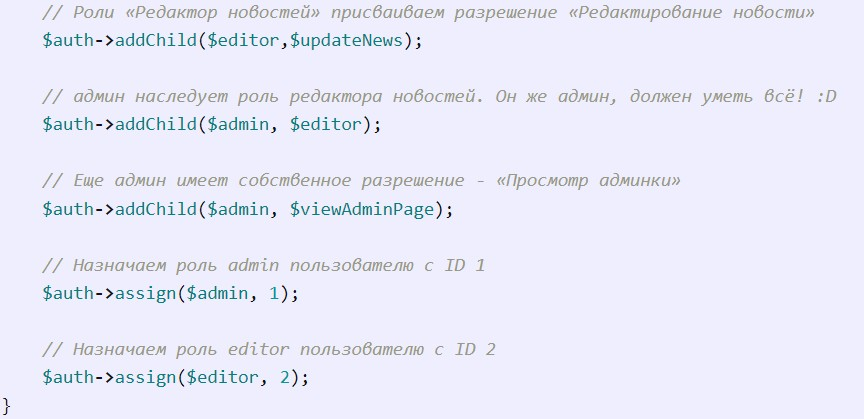 // Роли «Редактор новостей» присваиваем разрешение «Редактирование новости»
$auth->addChild($editor,$updateNews);
// админ наследует роль редактора новостей. Он же админ, должен уметь всё! :D
$auth->addChild($admin, $editor);
// Еще админ имеет собственное разрешение - «Просмотр админки»
$auth->addChild($admin, $viewAdminPage);
// Назначаем роль admin пользователю с ID 1
$auth->assign($admin, 1);
// Назначаем роль editor пользователю с ID 2
$auth->assign($editor, 2);
}